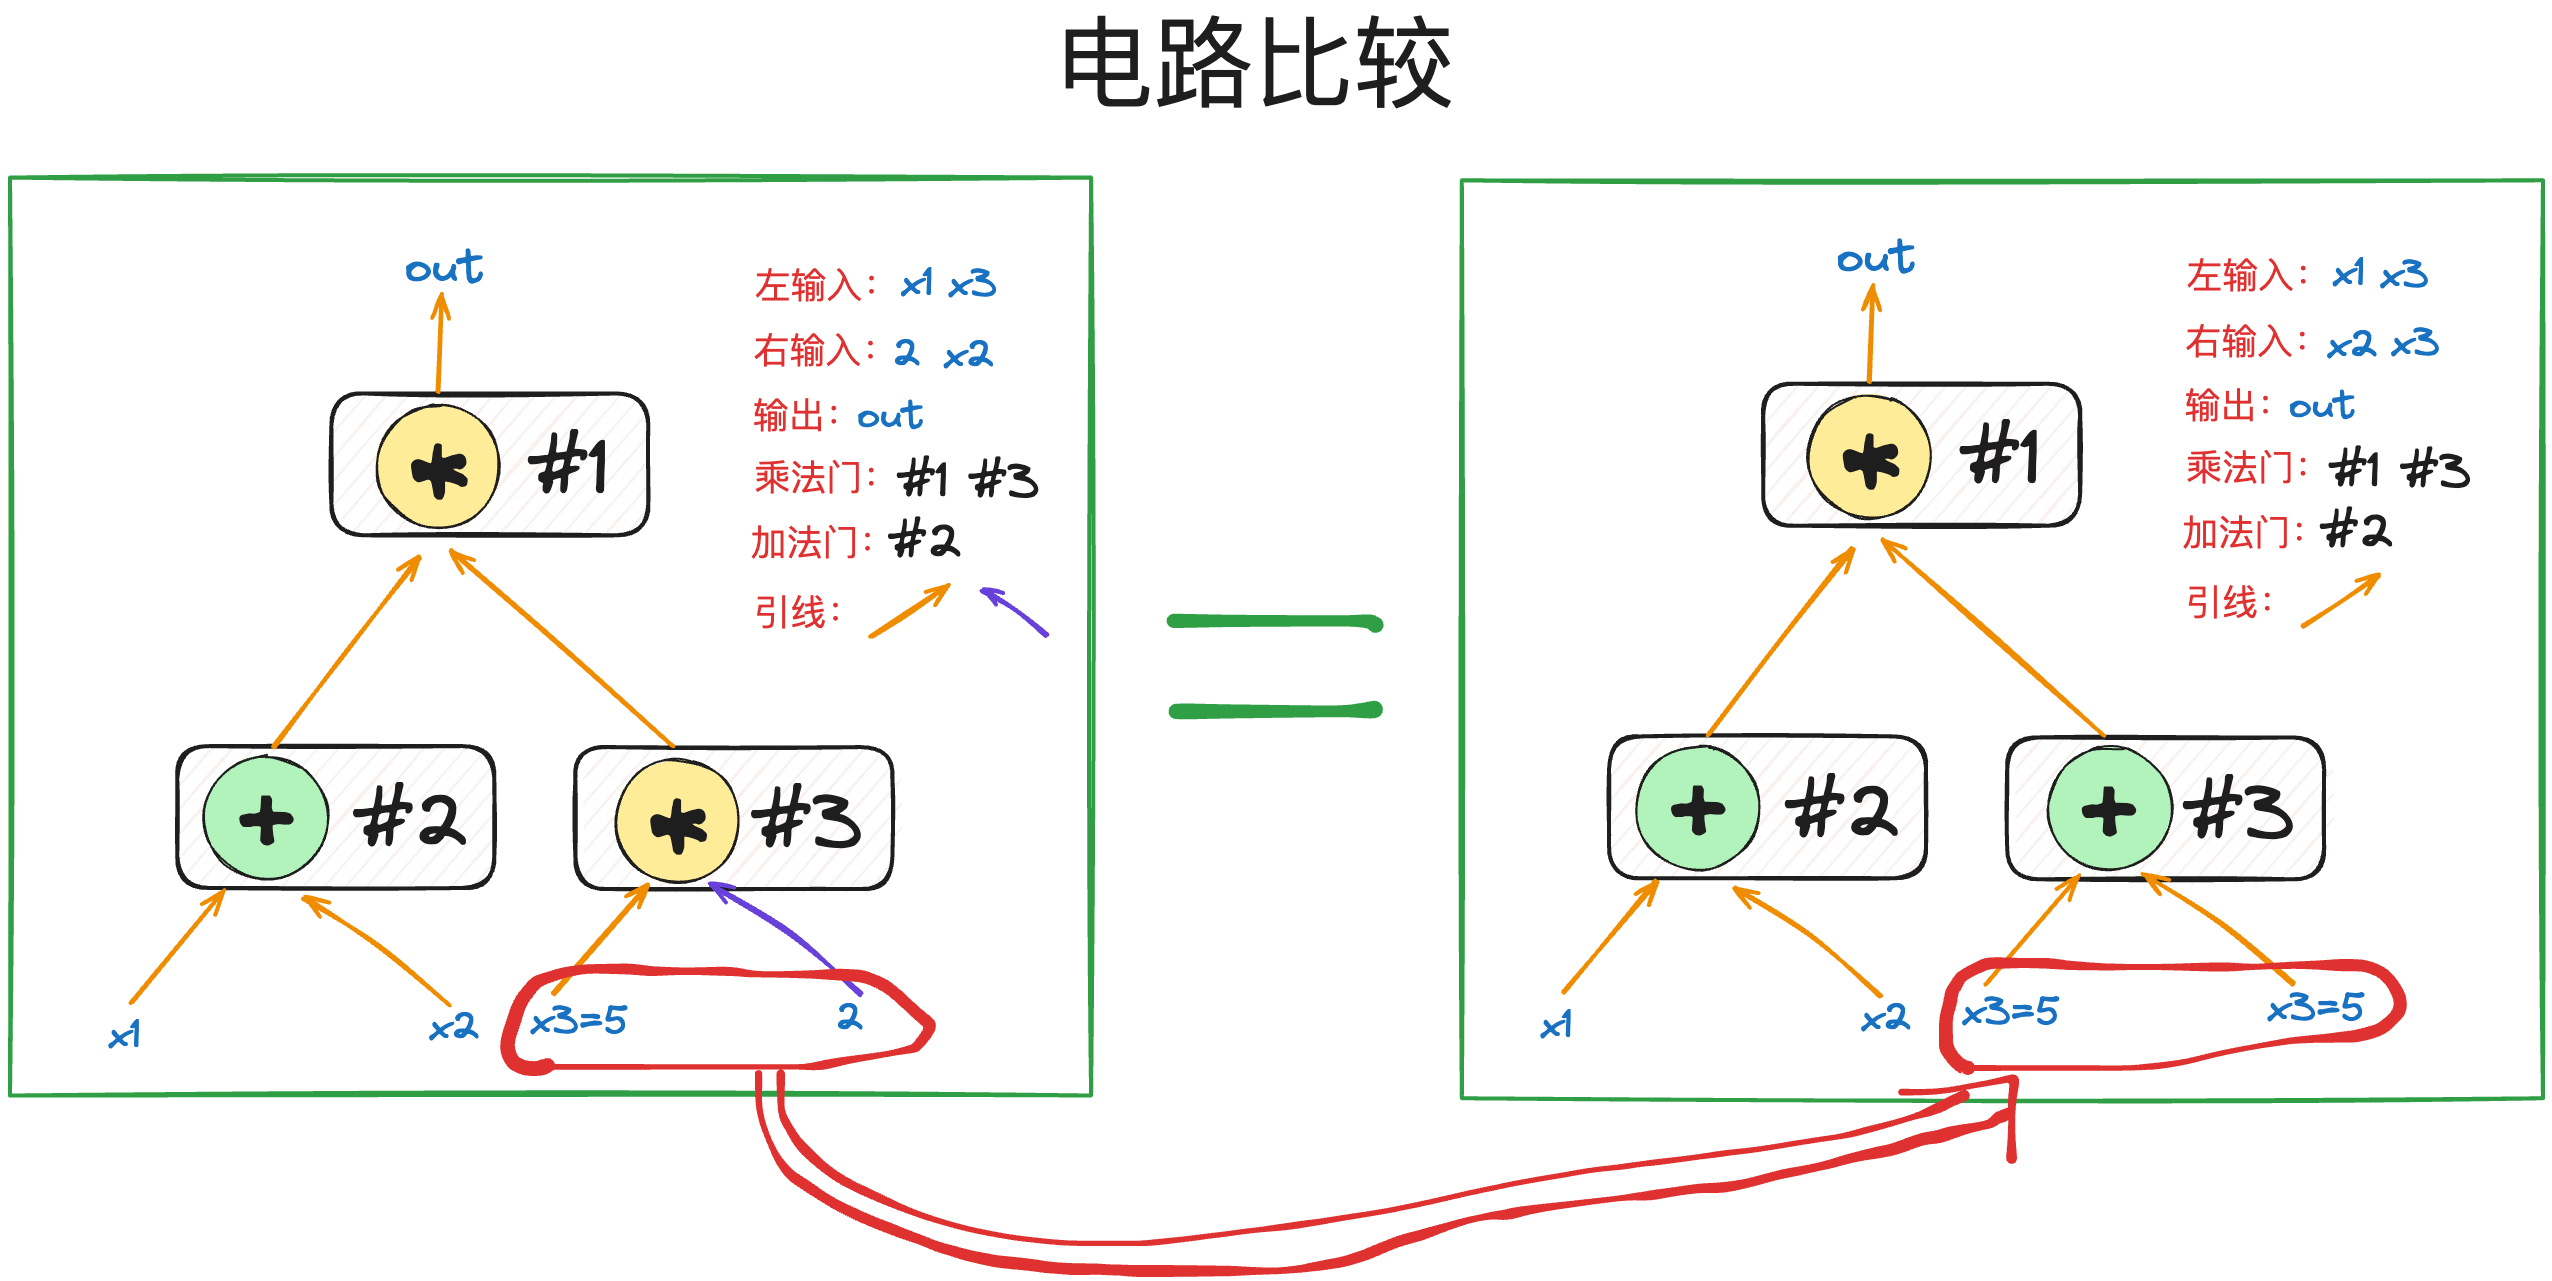 电路比较
out
左输入： x1 x3
右输入： 2 x2
输出： out
乘法门： #1 #3
加法门： #2
引线：
* #1
+ #2
* #3
x1
x2
x3=5
2
out
左输入： x1 x3
右输入： x2 x3
输出： out
乘法门： #1 #3
加法门： #2
引线：
* #1
+ #2
+ #3
x1
x2
x3=5
x3=5